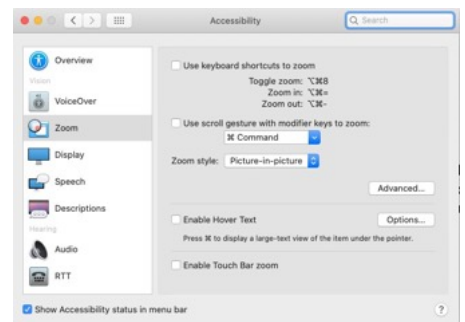 Accessibility
Search
Overview
Vision
VoiceOver
Zoom
Display
Speech
Descriptions
Hearing
Audio
RTT
Use keyboard shortcuts to zoom
Toggle zoom: ⌥⌘8
Zoom in: ⌥⌘=
Zoom out: ⌥⌘-
Use scroll gesture with modifier keys to zoom:
⌘ Command
Zoom style: Picture-in-picture
Advanced...
Enable Hover Text Options...
Press ⌘ to display a large-text view of the item under the pointer.
Enable Touch Bar zoom
Show Accessibility status in menu bar ?